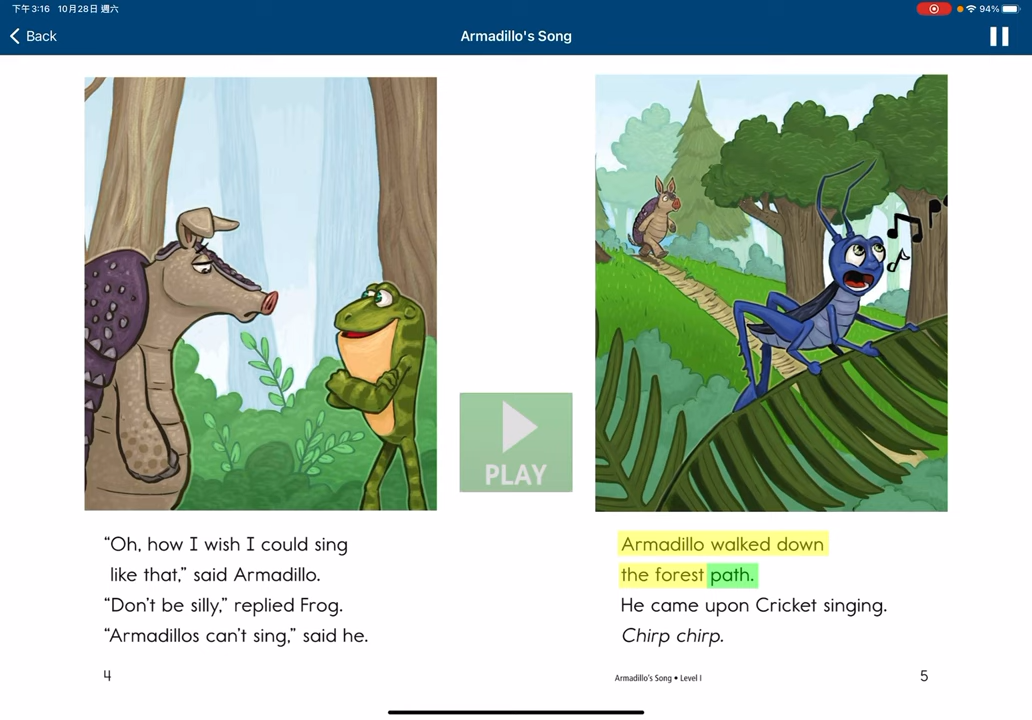 下午3:16 10月28日 週六
94%
Back
Armadillo's Song
PLAY
“Oh, how I wish I could sing
like that,” said Armadillo.
“Don’t be silly,” replied Frog.
“Armadillos can’t sing,” said he.
4
Armadillo walked down
the forest path.
He came upon Cricket singing.
Chirp chirp.
Armadillo’s Song • Level I
5